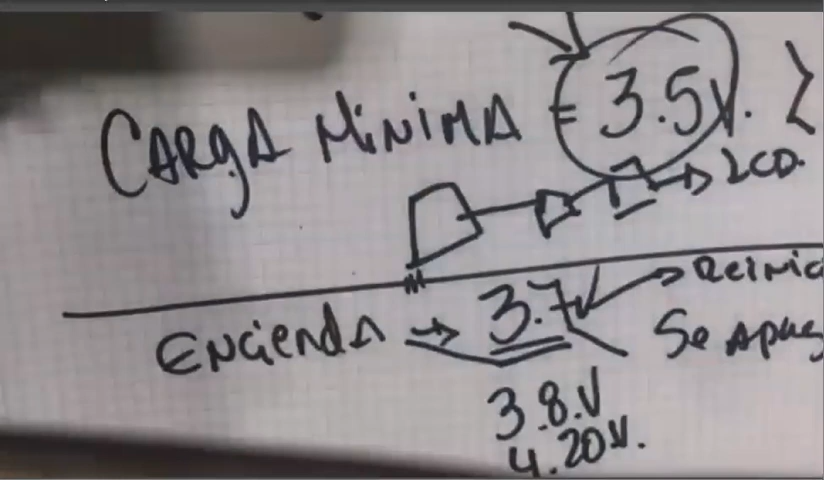 CARGA MiNiMA = 3.5V.
LCD.
Reinic
ENCienDA → 3.7V
Se APAG
3.8.V
4.20V.